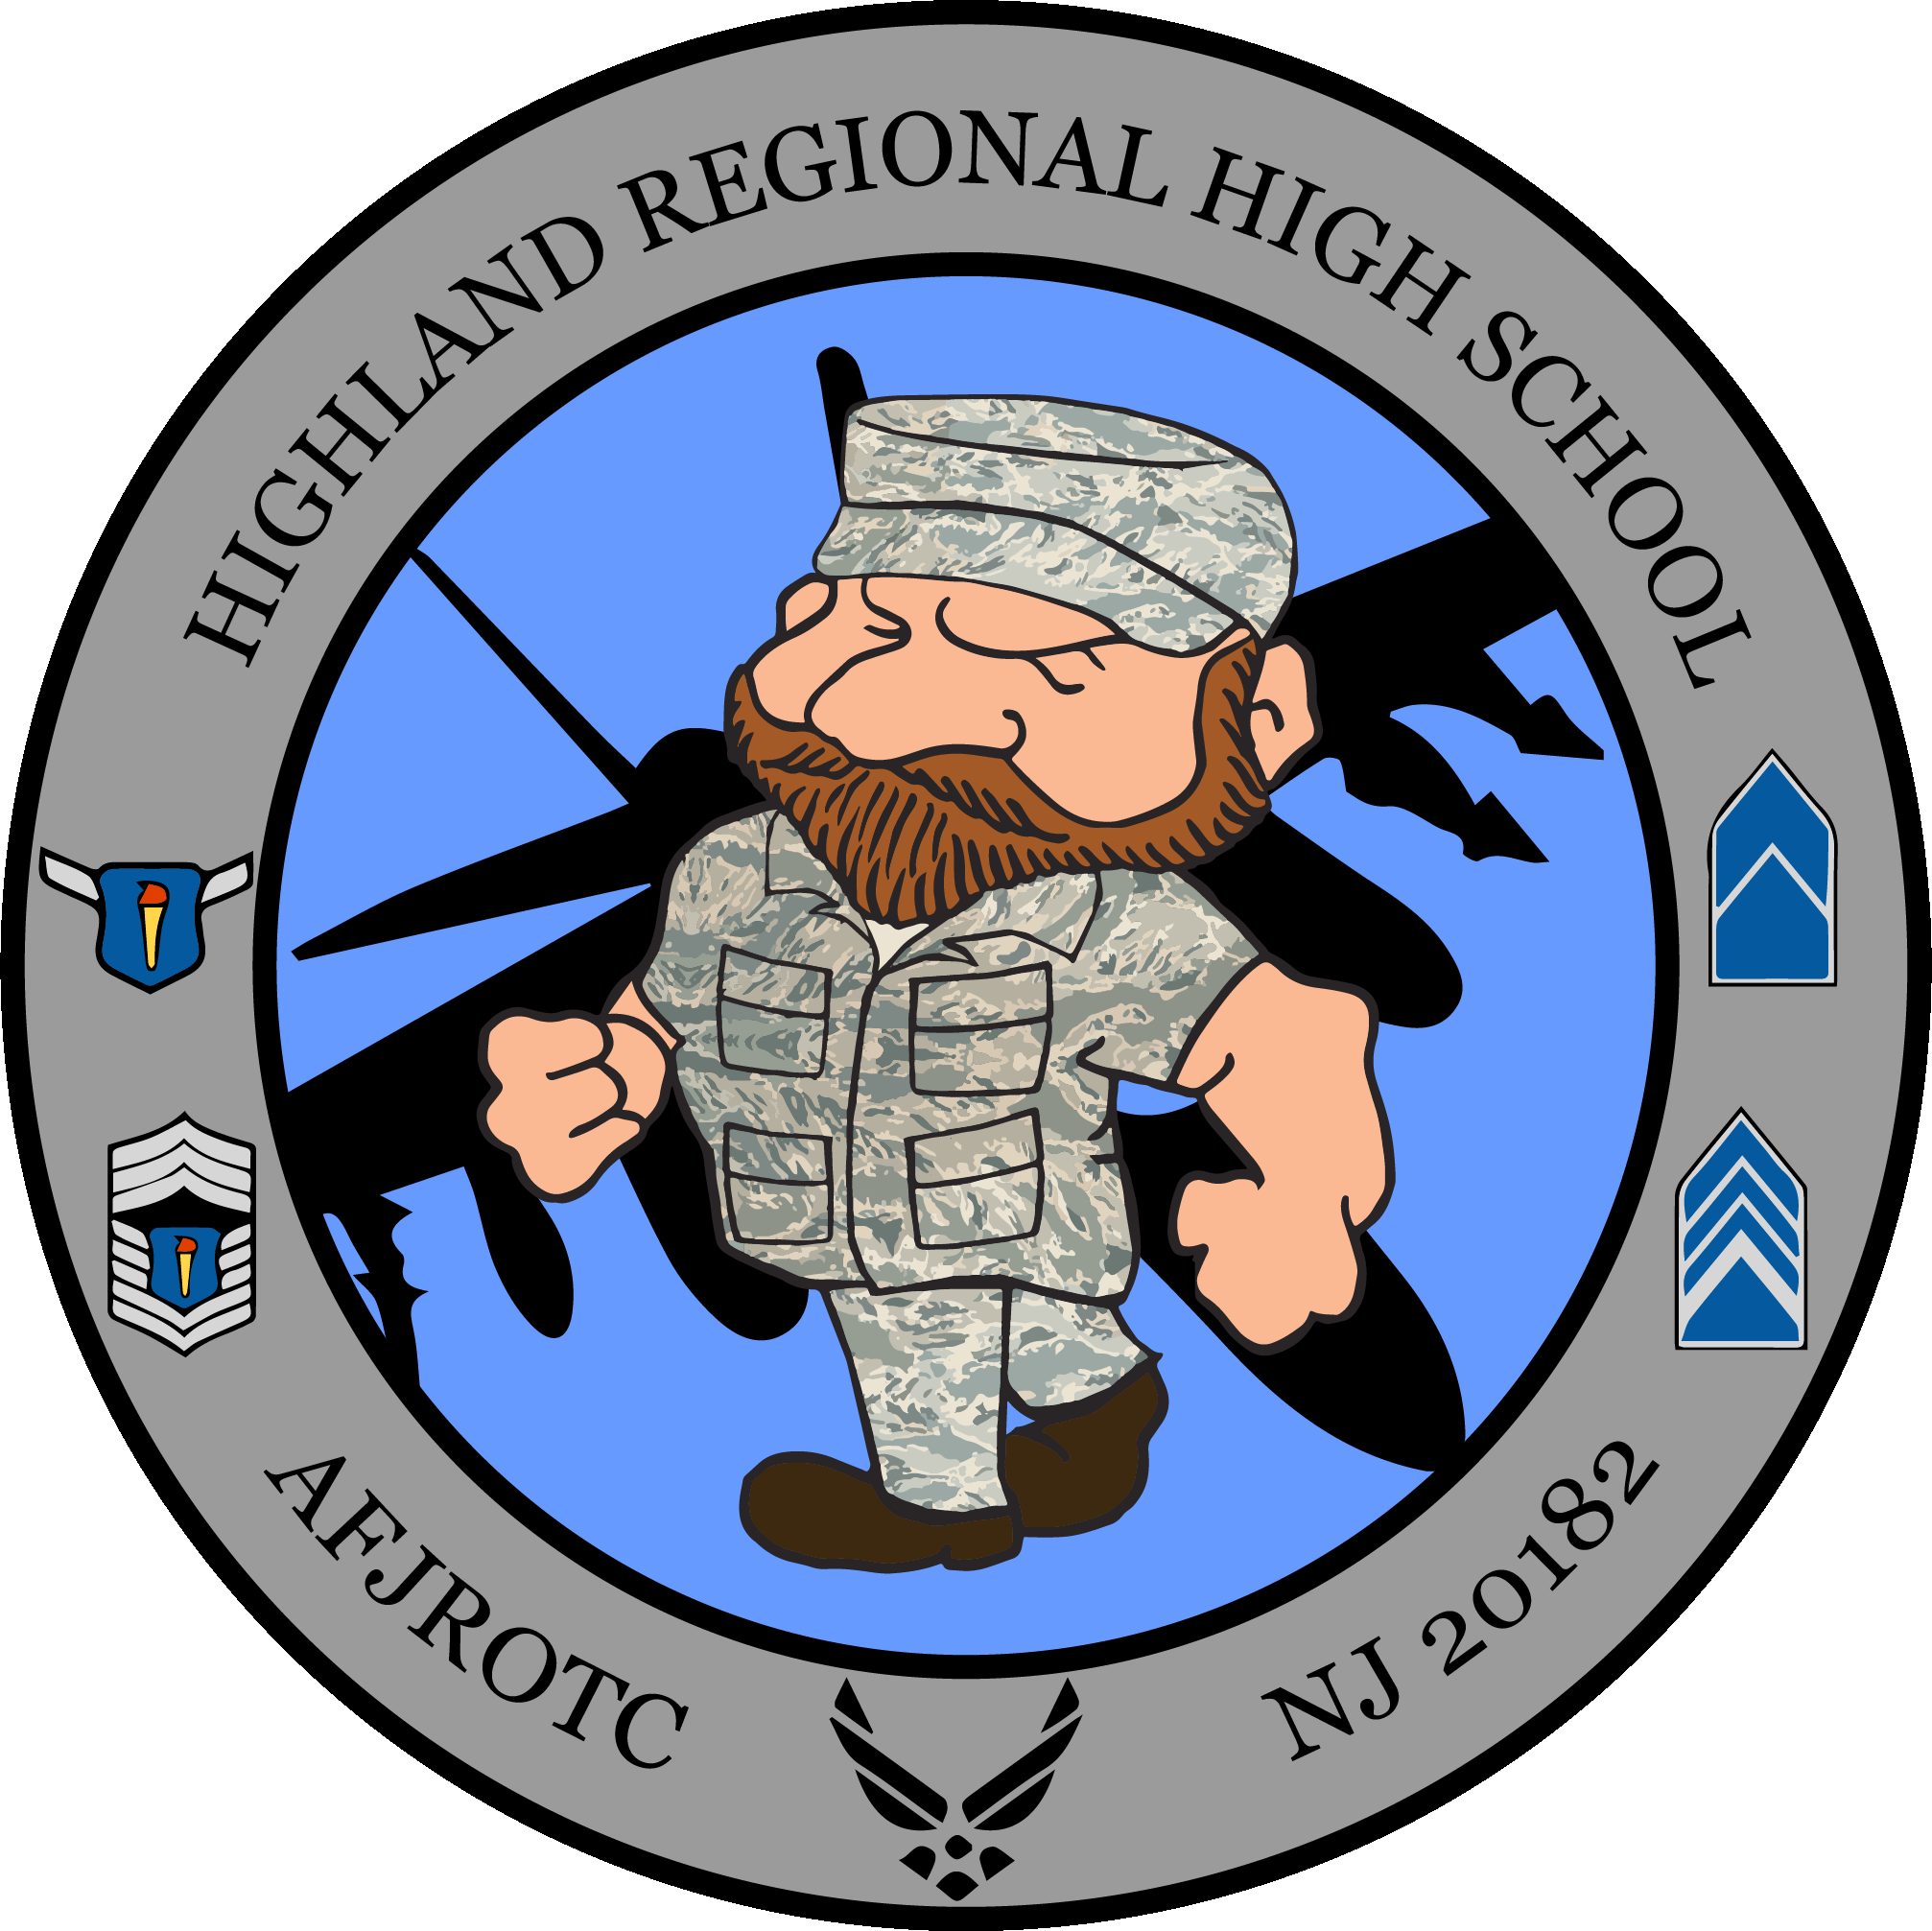 HIGHLAND REGIONAL HIGH SCHOOL
AFJROTC
NJ 20182